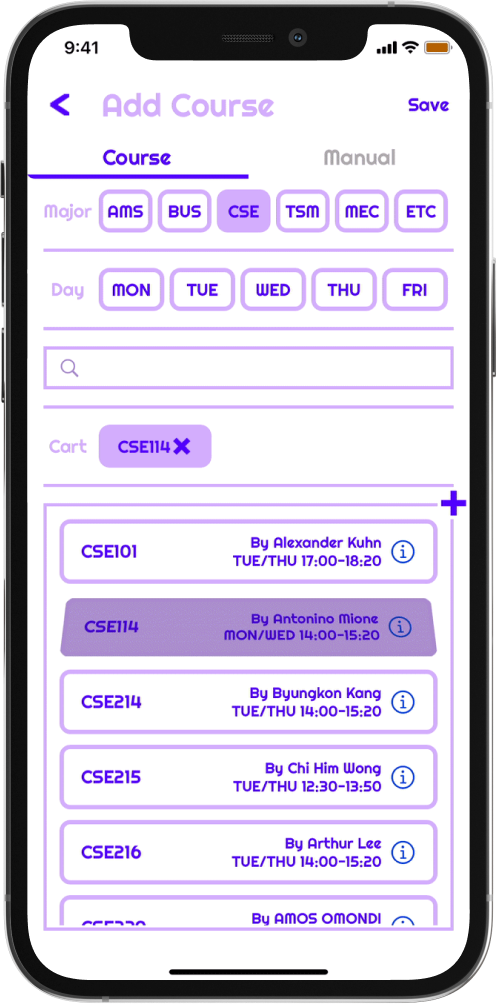 9:41
Add Course
Save
Course Manual
Major AMS BUS CSE TSM MEC ETC
Day MON TUE WED THU FRI
Cart CSE114
CSE101
By Alexander Kuhn
TUE/THU 17:00-18:20
CSE114
By Antonino Mione
MON/WED 14:00-15:20
CSE214
By Byungkon Kang
TUE/THU 14:00-15:20
CSE215
By Chi Him Wong
TUE/THU 12:30-13:50
CSE216
By Arthur Lee
TUE/THU 14:00-15:20
By AMOS OMONDI